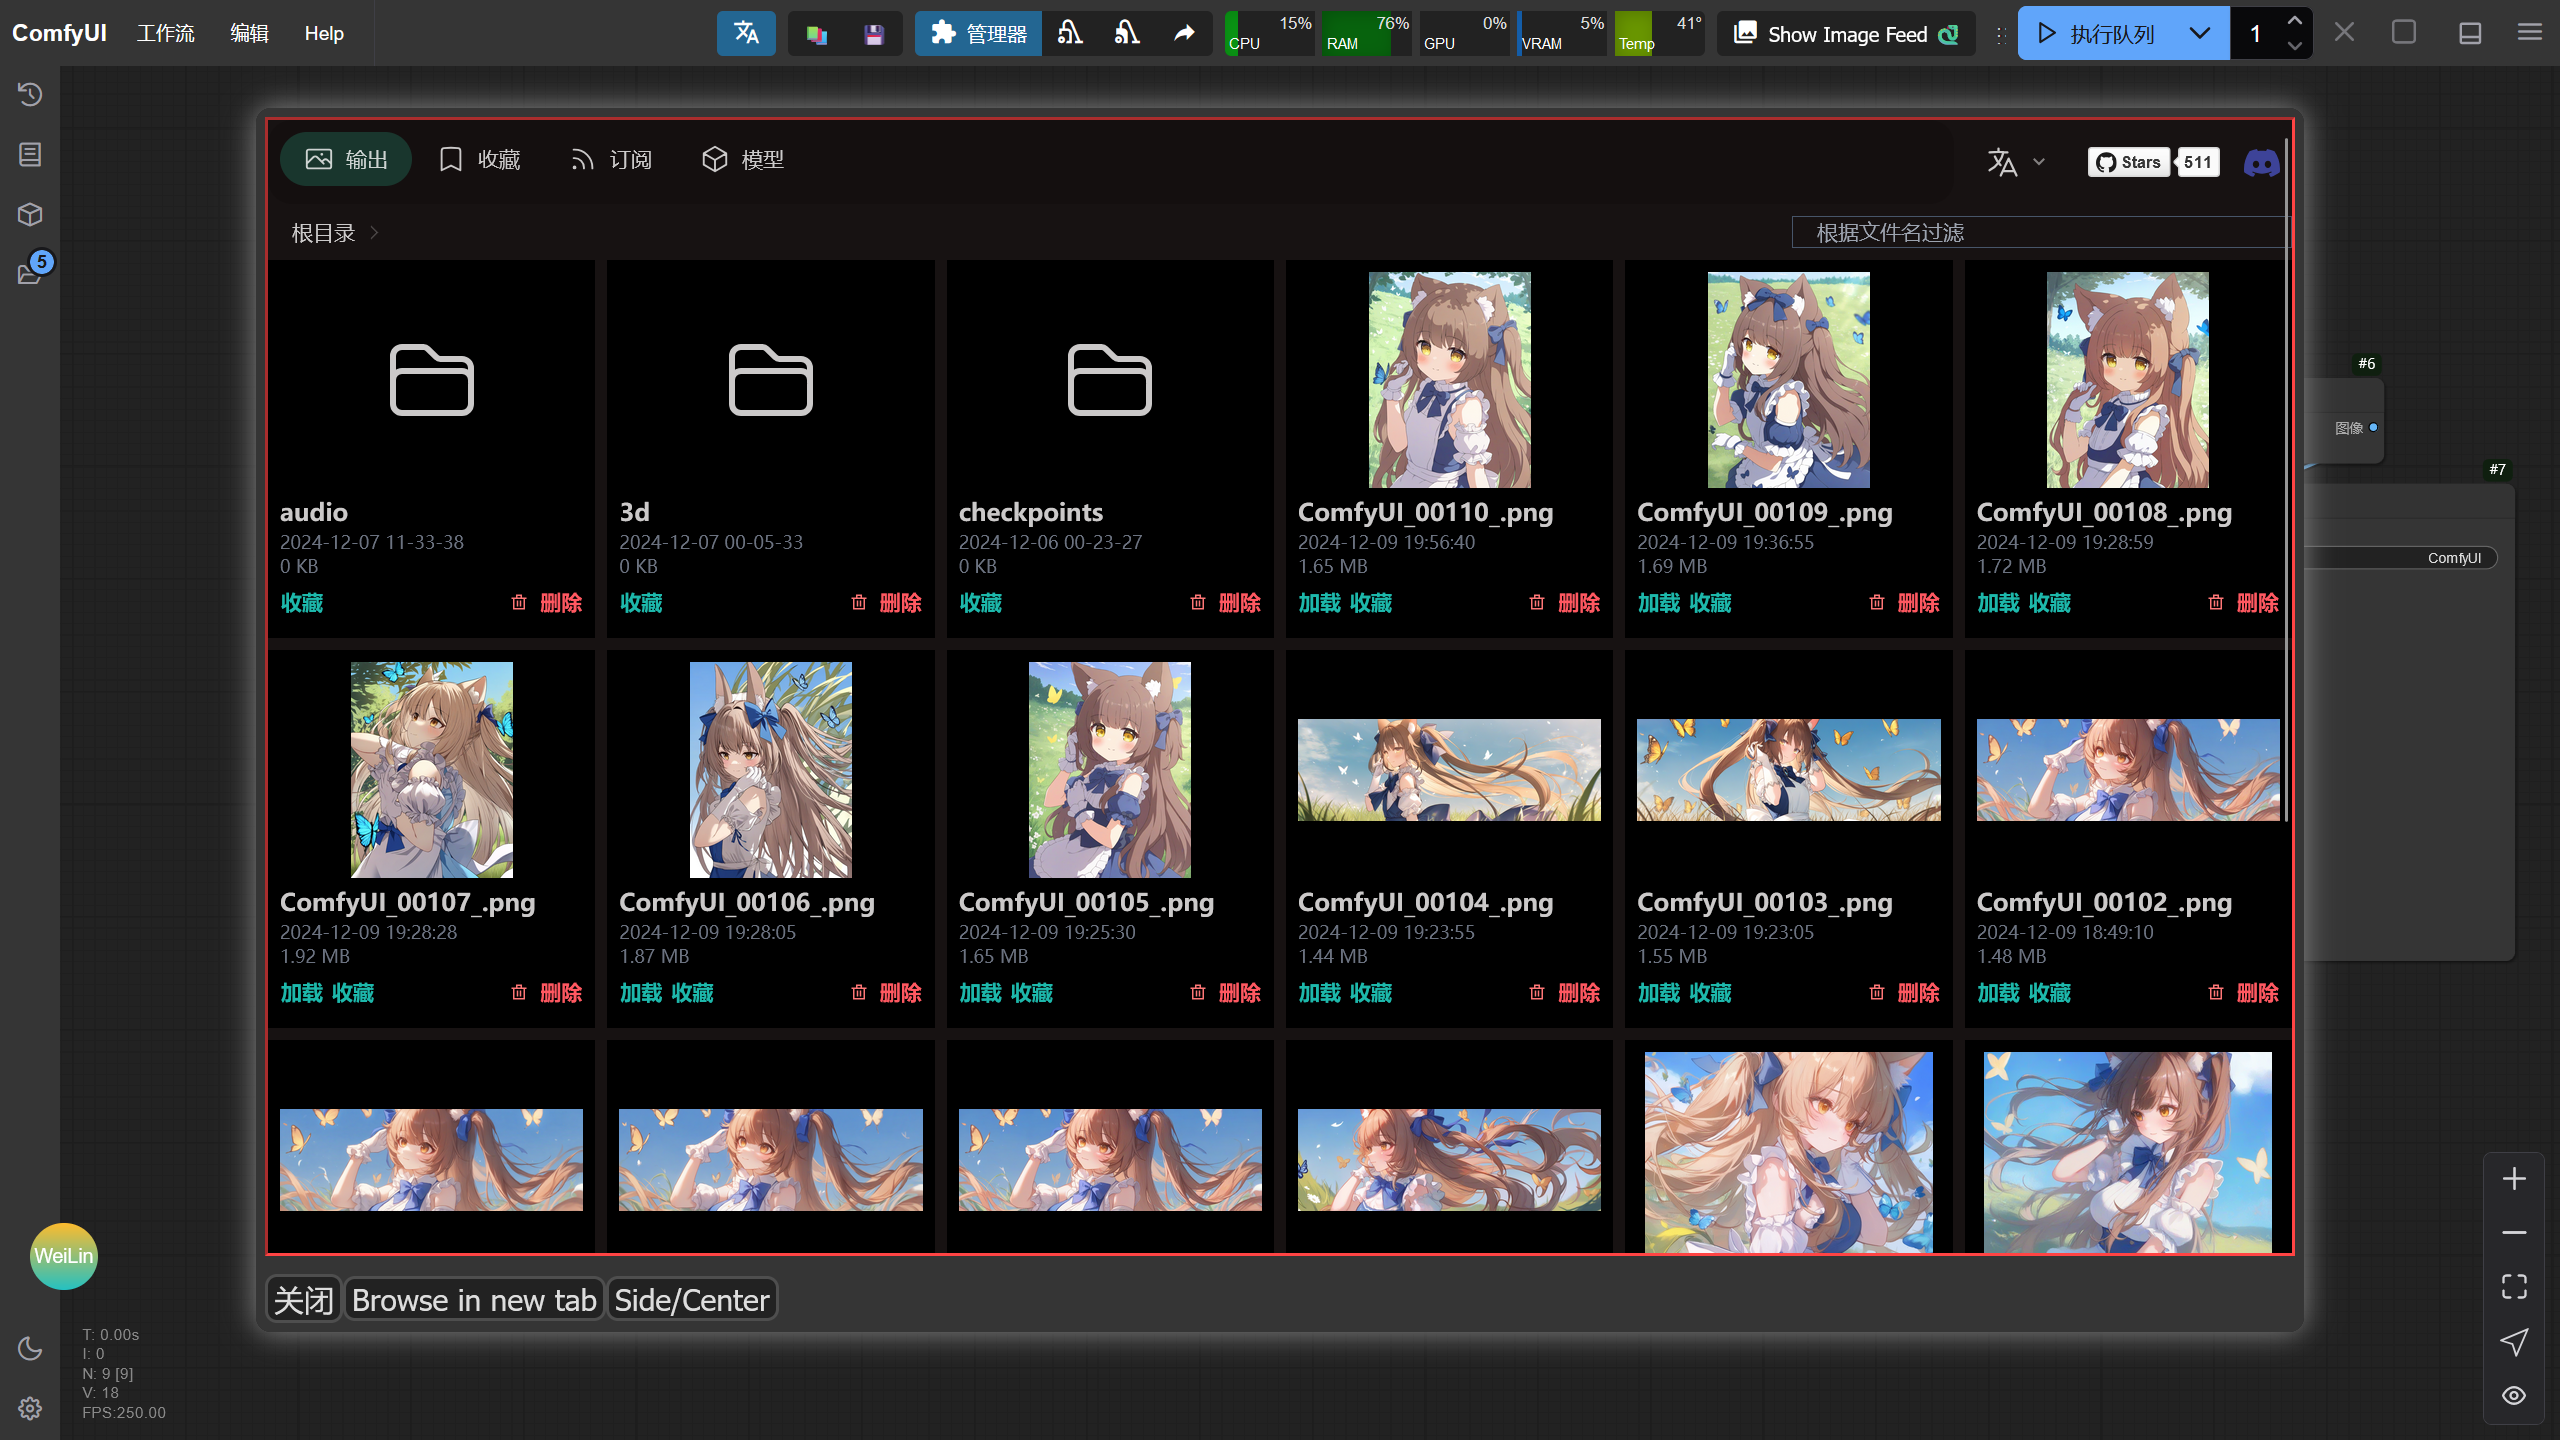 ComfyUI 工作流 编辑 Help 管理器 CPU 15% RAM 76% GPU 0% VRAM 5% Temp 41° Show Image Feed 执行队列 1
5
输出 收藏 订阅 模型 Stars 511
根目录 根据文件名过滤
audio
2024-12-07 11-33-38
0 KB
收藏 删除
3d
2024-12-07 00-05-33
0 KB
收藏 删除
checkpoints
2024-12-06 00-23-27
0 KB
收藏 删除
ComfyUI_00110_.png
2024-12-09 19:56:40
1.65 MB
加载 收藏 删除
ComfyUI_00109_.png
2024-12-09 19:36:55
1.69 MB
加载 收藏 删除
ComfyUI_00108_.png
2024-12-09 19:28:59
1.72 MB
加载 收藏 删除
ComfyUI_00107_.png
2024-12-09 19:28:28
1.92 MB
加载 收藏 删除
ComfyUI_00106_.png
2024-12-09 19:28:05
1.87 MB
加载 收藏 删除
ComfyUI_00105_.png
2024-12-09 19:25:30
1.65 MB
加载 收藏 删除
ComfyUI_00104_.png
2024-12-09 19:23:55
1.44 MB
加载 收藏 删除
ComfyUI_00103_.png
2024-12-09 19:23:05
1.55 MB
加载 收藏 删除
ComfyUI_00102_.png
2024-12-09 18:49:10
1.48 MB
加载 收藏 删除
关闭 Browse in new tab Side/Center
#6
图像
#7
ComfyUI
WeiLin
T: 0.00s
I: 0
N: 9 [9]
V: 18
FPS:250.00